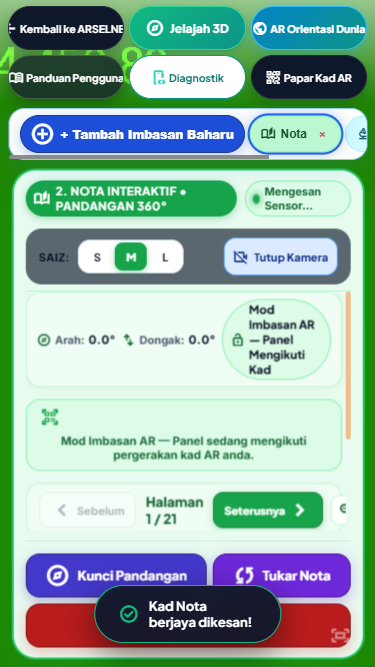 Kembali ke ARSELNE
Jelajah 3D
AR Orientasi Dunia
Panduan Pengguna
Diagnostik
Papar Kad AR
+ Tambah Imbasan Baharu
Nota ×
2. NOTA INTERAKTIF •
PANDANGAN 360°
Mengesan
Sensor...
SAIZ:
S
M
L
Tutup Kamera
Arah: 0.0°
Dongak: 0.0°
Mod
Imbasan AR
— Panel
Mengikuti
Kad
Mod Imbasan AR — Panel sedang mengikuti
pergerakan kad AR anda.
Sebelum
Halaman
1 / 21
Seterusnya
Kunci Pandangan
Tukar Nota
Kad Nota
berjaya dikesan!